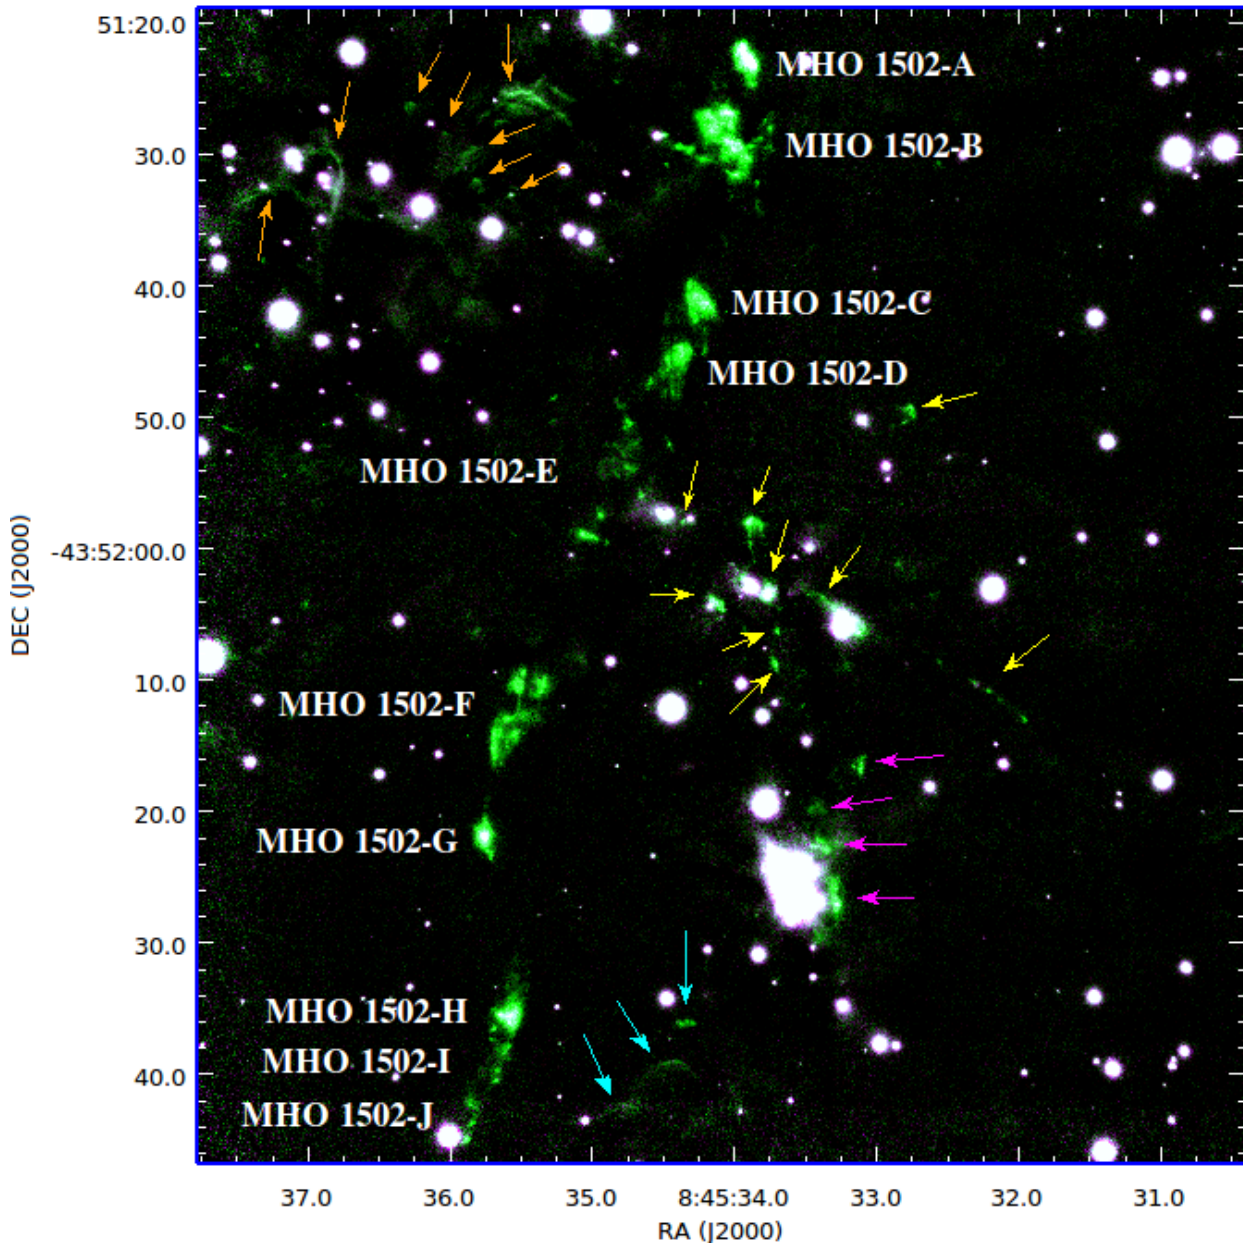 51:20.0
MHO 1502-A
MHO 1502-B
30.0
40.0
MHO 1502-C
MHO 1502-D
50.0
MHO 1502-E
-43:52:00.0
DEC (J2000)
10.0
MHO 1502-F
20.0
MHO 1502-G
30.0
MHO 1502-H
MHO 1502-I
40.0
MHO 1502-J
37.0 36.0 35.0 8:45:34.0 33.0 32.0 31.0
RA (J2000)